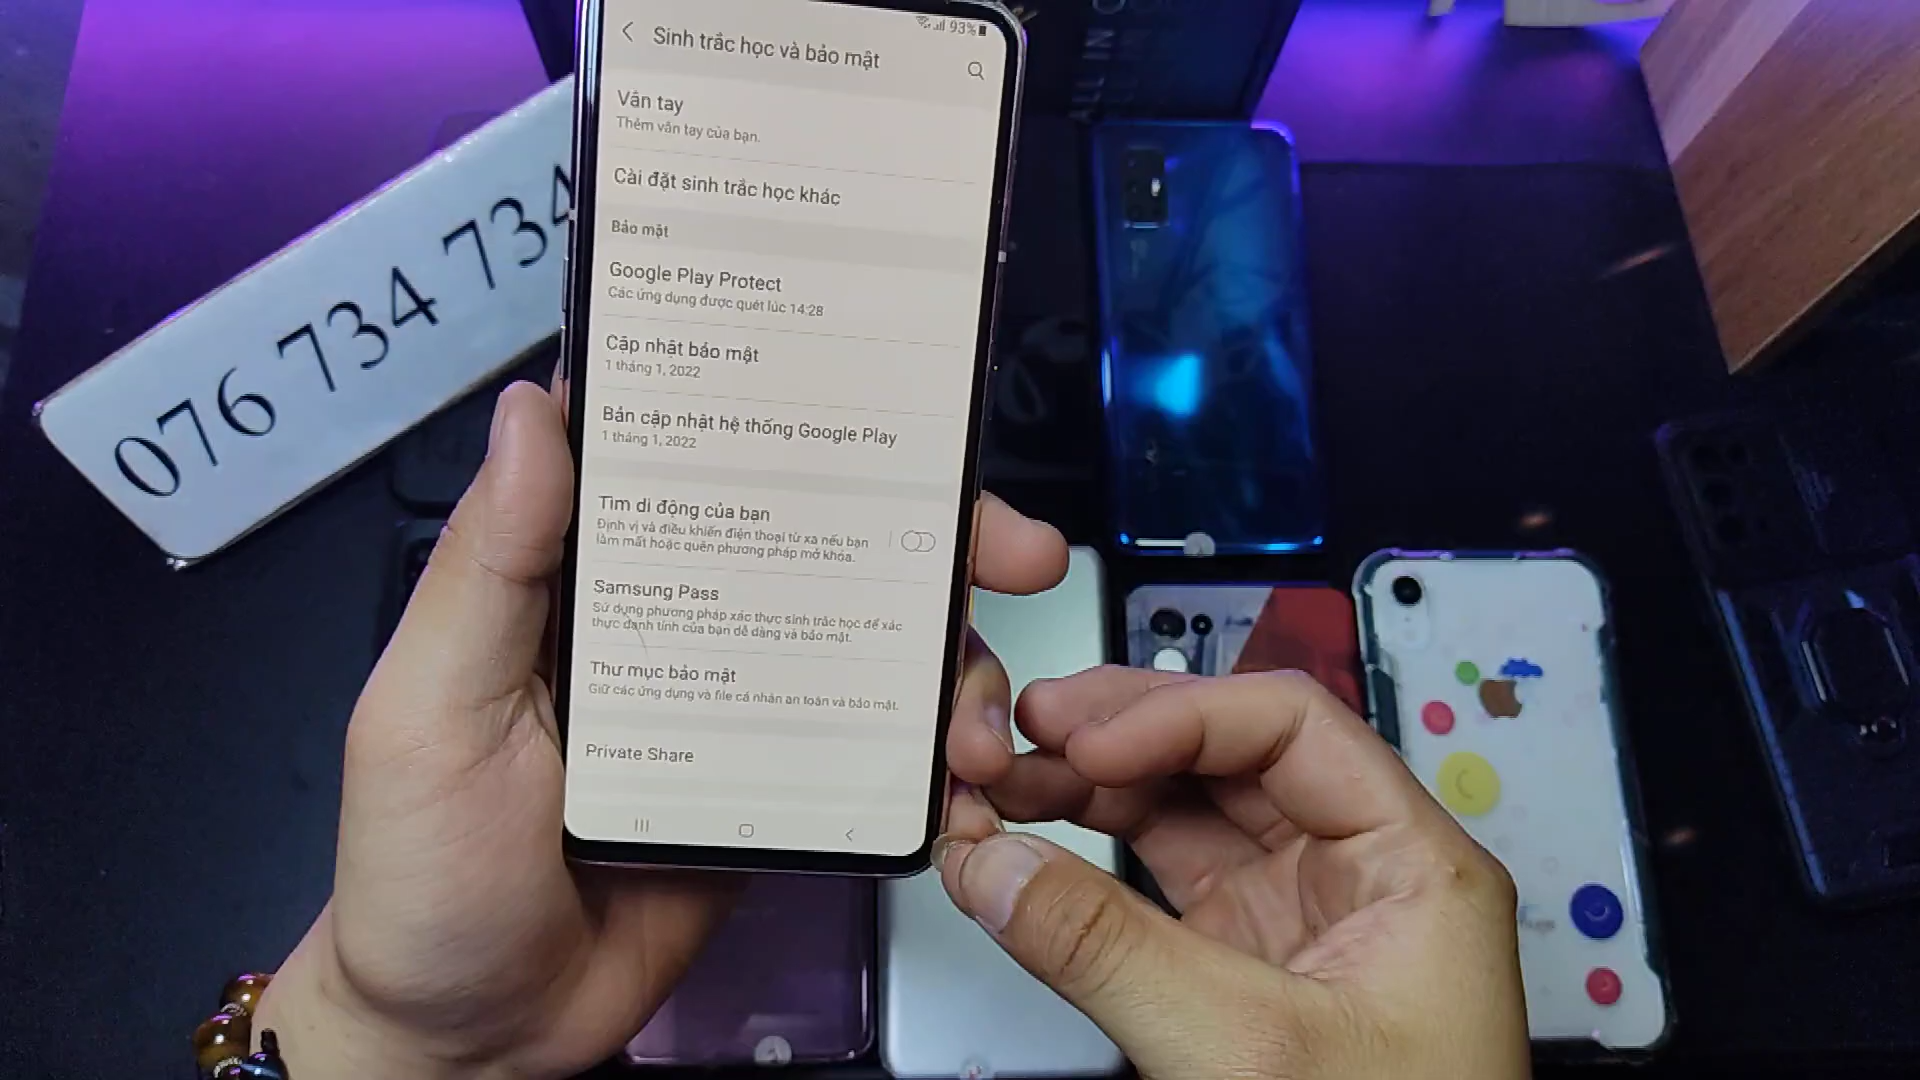 93%
Sinh trắc học và bảo mật
Vân tay
Thêm vân tay của bạn.
Cài đặt sinh trắc học khác
Bảo mật
Google Play Protect
Các ứng dụng được quét lúc 14:28
Cập nhật bảo mật
1 tháng 1, 2022
Bản cập nhật hệ thống Google Play
1 tháng 1, 2022
Tìm di động của bạn
Định vị và điều khiển điện thoại từ xa nếu bạn
làm mất hoặc quên phương pháp mở khóa.
Samsung Pass
Sử dụng phương pháp xác thực sinh trắc học để xác
thực danh tính của bạn dễ dàng và bảo mật.
Thư mục bảo mật
Giữ các ứng dụng và file cá nhân an toàn và bảo mật.
Private Share
076 734 734
ALL IN